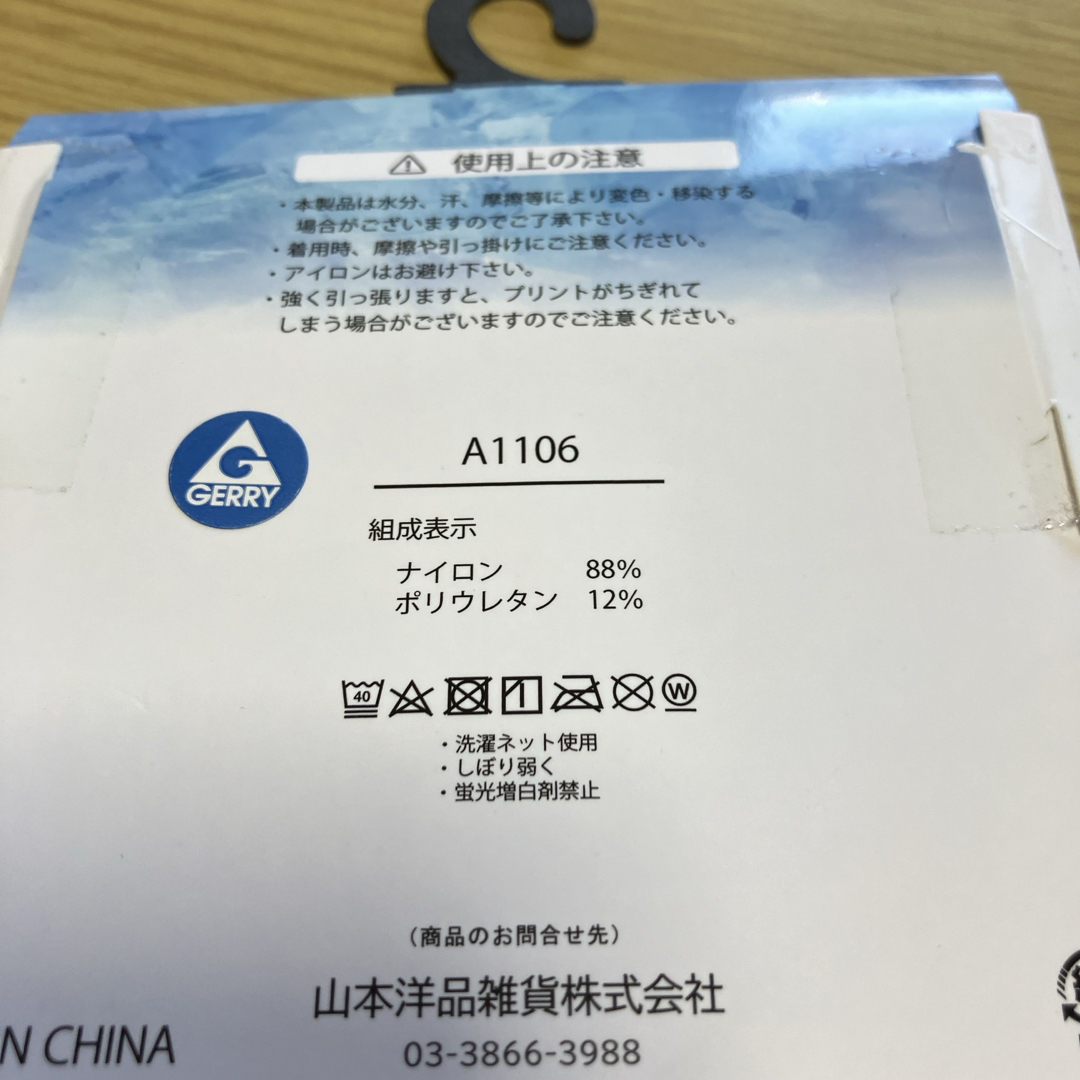 使用上の注意
・本製品は水分、汗、摩擦等により変色・移染する
場合がございますのでご了承下さい。
・着用時、摩擦や引っ掛けにご注意ください。
・アイロンはお避け下さい。
・強く引っ張りますと、プリントがちぎれて
しまう場合がございますのでご注意ください。
G
GERRY
A1106
組成表示
ナイロン 88%
ポリウレタン 12%
40
W
・洗濯ネット使用
・しぼり弱く
・蛍光増白剤禁止
(商品のお問合せ先)
山本洋品雑貨株式会社
N CHINA
03-3866-3988